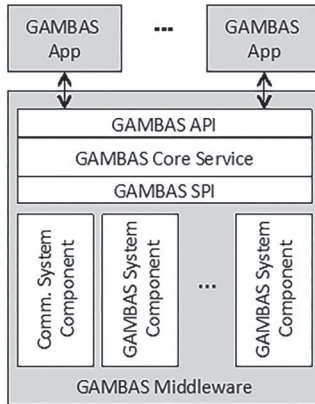 GAMBAS
App
...
GAMBAS
App
GAMBAS API
GAMBAS Core Service
GAMBAS SPI
Comm. System
Component
GAMBAS System
Component
...
GAMBAS System
Component
GAMBAS Middleware